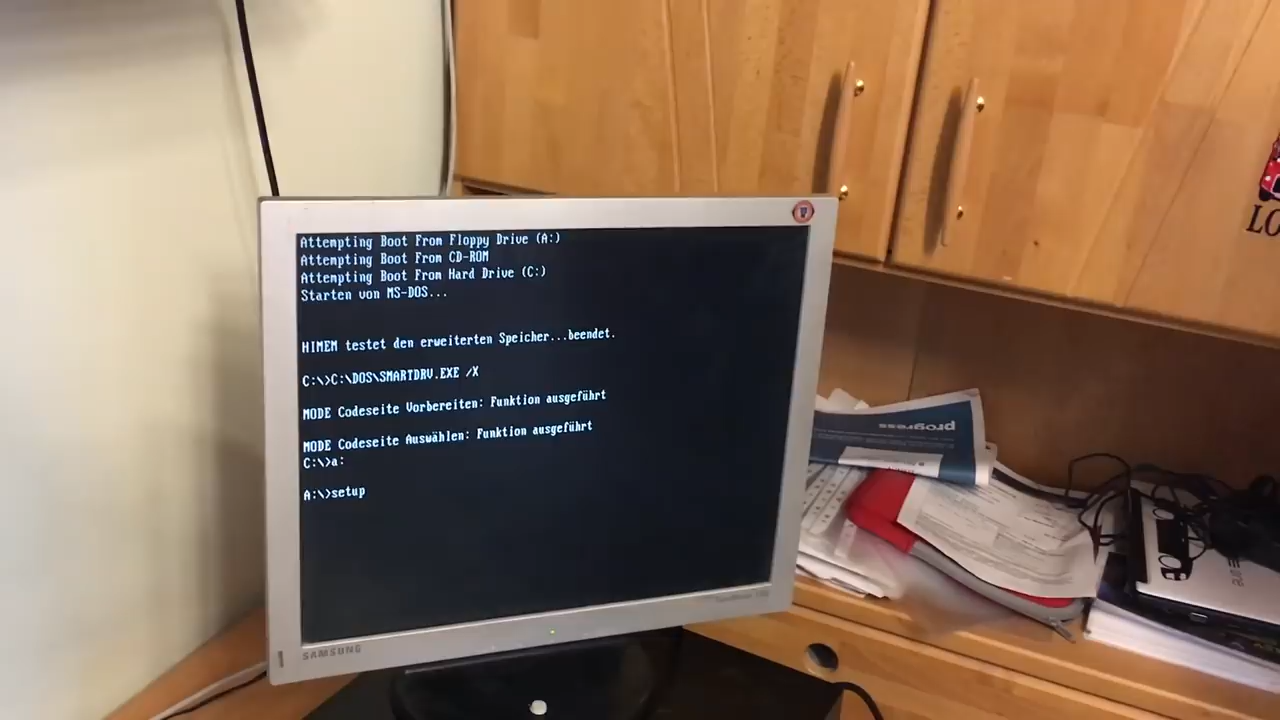 Attempting Boot From Floppy Drive (A:)
Attempting Boot From CD-ROM
Attempting Boot From Hard Drive (C:)
Starten von MS-DOS...
HIMEM testet den erweiterten Speicher...beendet.
C:\>C:\DOS\SMARTDRV.EXE /X
MODE Codeseite Vorbereiten: Funktion ausgeführt
MODE Codeseite Auswählen: Funktion ausgeführt
C:\>a:
A:\>setup
SAMSUNG
progress
LO